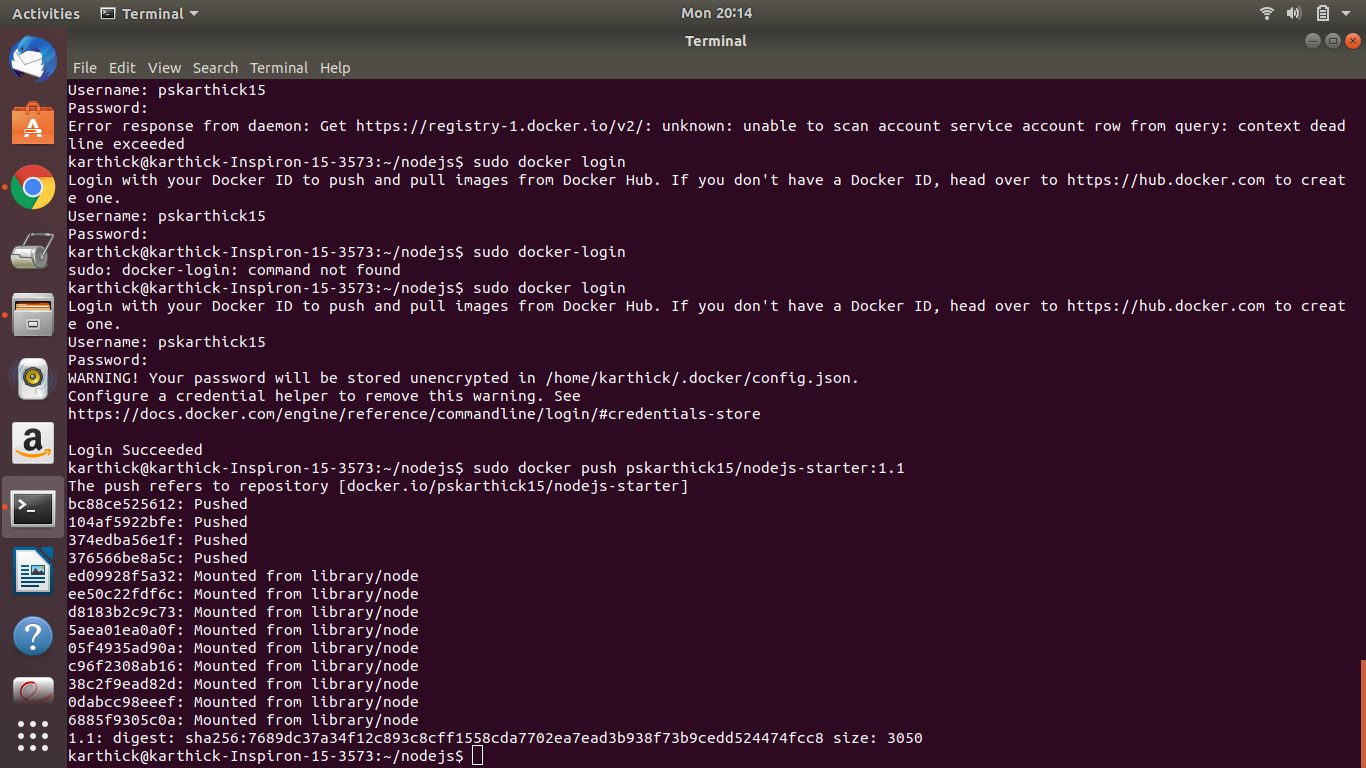 Activities Terminal Mon 20:14
Terminal
File Edit View Search Terminal Help
Username: pskarthick15
Password:
Error response from daemon: Get https://registry-1.docker.io/v2/: unknown: unable to scan account service account row from query: context dead
line exceeded
karthick@karthick-Inspiron-15-3573:~/nodejs$ sudo docker login
Login with your Docker ID to push and pull images from Docker Hub. If you don't have a Docker ID, head over to https://hub.docker.com to creat
e one.
Username: pskarthick15
Password:
karthick@karthick-Inspiron-15-3573:~/nodejs$ sudo docker-login
sudo: docker-login: command not found
karthick@karthick-Inspiron-15-3573:~/nodejs$ sudo docker login
Login with your Docker ID to push and pull images from Docker Hub. If you don't have a Docker ID, head over to https://hub.docker.com to creat
e one.
Username: pskarthick15
Password:
WARNING! Your password will be stored unencrypted in /home/karthick/.docker/config.json.
Configure a credential helper to remove this warning. See
https://docs.docker.com/engine/reference/commandline/login/#credentials-store
Login Succeeded
karthick@karthick-Inspiron-15-3573:~/nodejs$ sudo docker push pskarthick15/nodejs-starter:1.1
The push refers to repository [docker.io/pskarthick15/nodejs-starter]
bc88ce525612: Pushed
104af5922bfe: Pushed
374edba56e1f: Pushed
376566be8a5c: Pushed
ed09928f5a32: Mounted from library/node
ee50c22fdf6c: Mounted from library/node
d8183b2c9c73: Mounted from library/node
5aea01ea0a0f: Mounted from library/node
05f4935ad90a: Mounted from library/node
c96f2308ab16: Mounted from library/node
38c2f9ead82d: Mounted from library/node
0dabcc98eeef: Mounted from library/node
6885f9305c0a: Mounted from library/node
1.1: digest: sha256:7689dc37a34f12c893c8cff1558cda7702ea7ead3b938f73b9cedd524474fcc8 size: 3050
karthick@karthick-Inspiron-15-3573:~/nodejs$